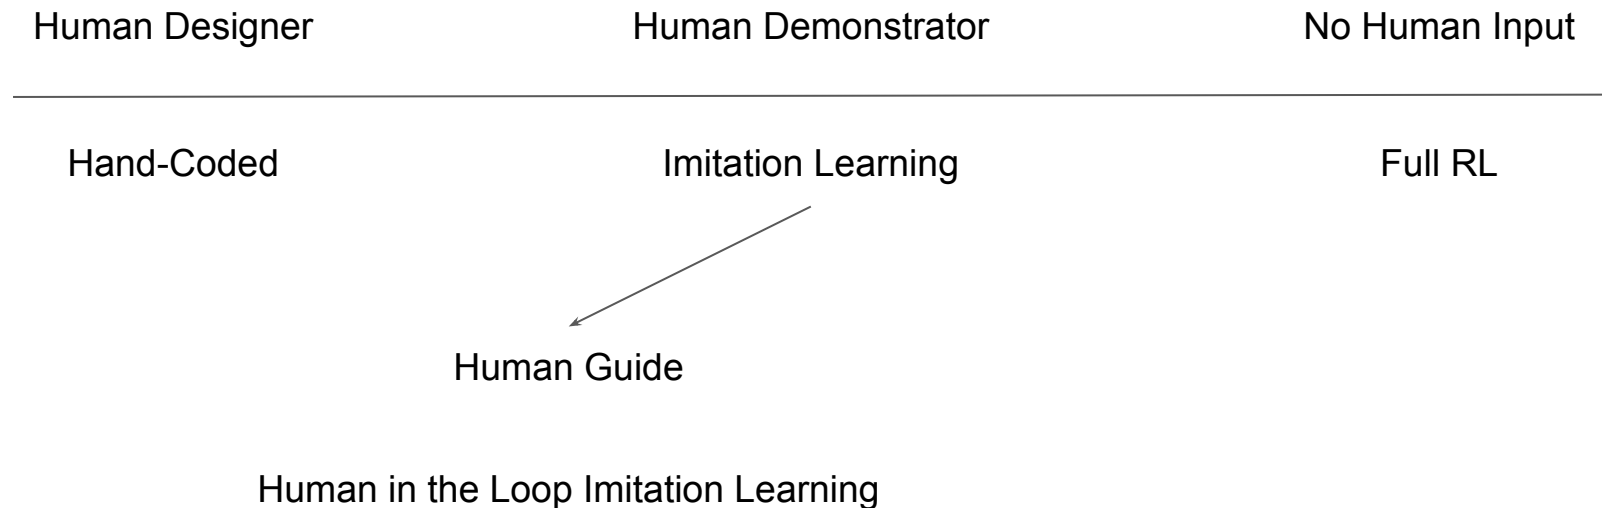 Human Designer Human Demonstrator No Human Input
Hand-Coded Imitation Learning Full RL
Human Guide
Human in the Loop Imitation Learning